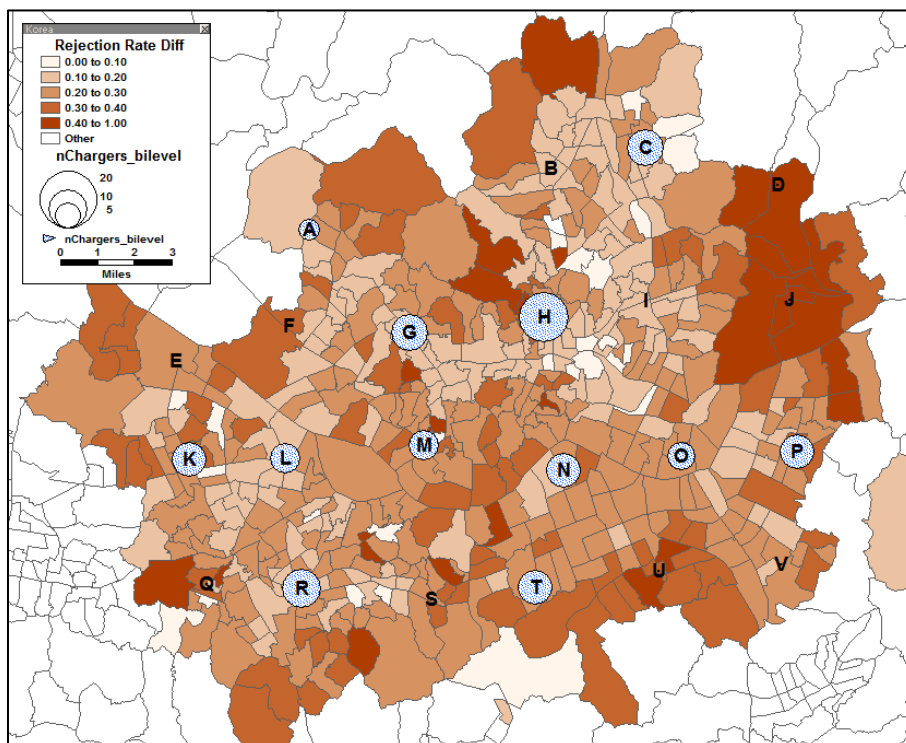 Korea
Rejection Rate Diff
0.00 to 0.10
0.10 to 0.20
0.20 to 0.30
0.30 to 0.40
0.40 to 1.00
Other
nChargers_bilevel
20
10
5
nChargers_bilevel
0 1 2 3
Miles
C
B
D
A
I
J
H
F
G
E
M
P
K
L
O
N
V
U
Q
R
T
S